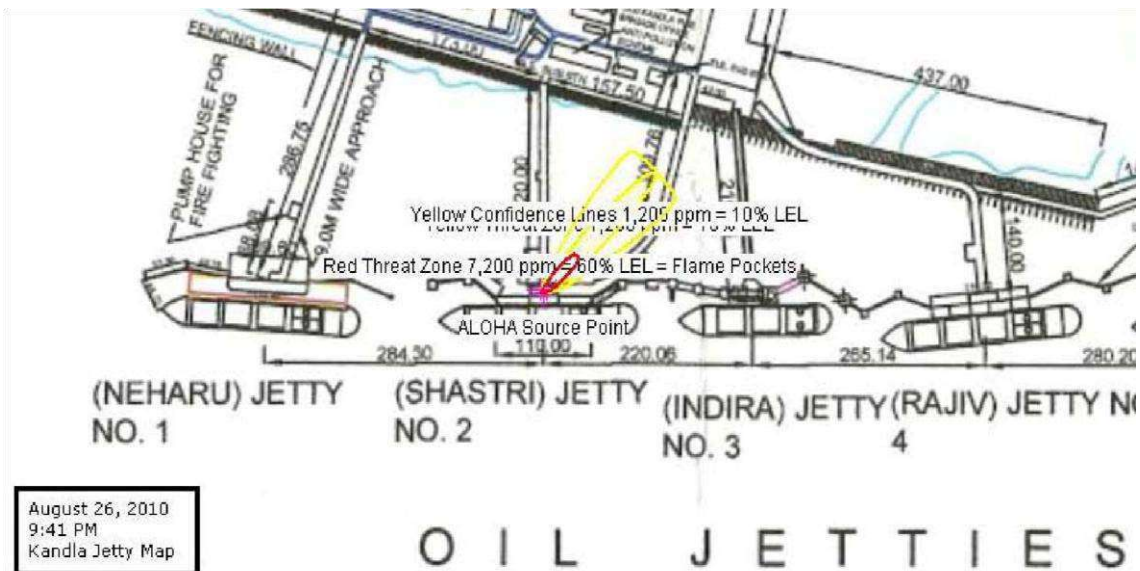 FENCING WALL
175.00
157.50
437.00
PUMP HOUSE FOR
FIRE FIGHTING
286.75
9.0M WIDE APPROACH
20.00
Yellow Confidence Lines 1,200 ppm = 10% LEL
Red Threat Zone 7,200 ppm = 60% LEL = Flame Pockets
140.00
ALOHA Source Point
110.00
284.30
220.06
265.14
280.20
(NEHARU) JETTY
NO. 1
(SHASTRI) JETTY
NO. 2
(INDIRA) JETTY
NO. 3
(RAJIV) JETTY NO
4
August 26, 2010
9:41 PM
Kandla Jetty Map
OIL JETTIES